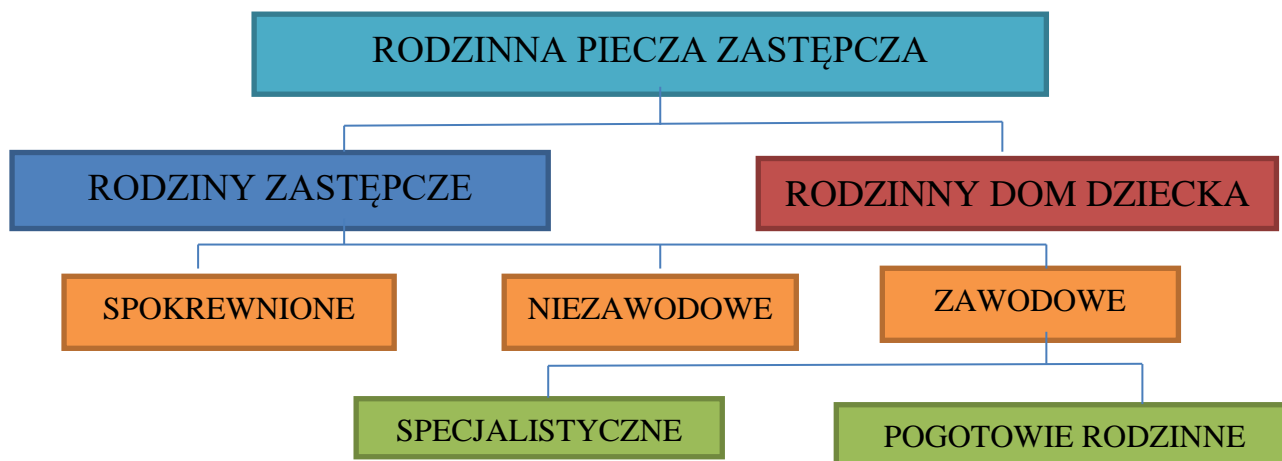 RODZINNA PIECZA ZASTĘPCZA
RODZINY ZASTĘPCZE
RODZINNY DOM DZIECKA
SPOKREWNIONE
NIEZAWODOWE
ZAWODOWE
SPECJALISTYCZNE
POGOTOWIE RODZINNE